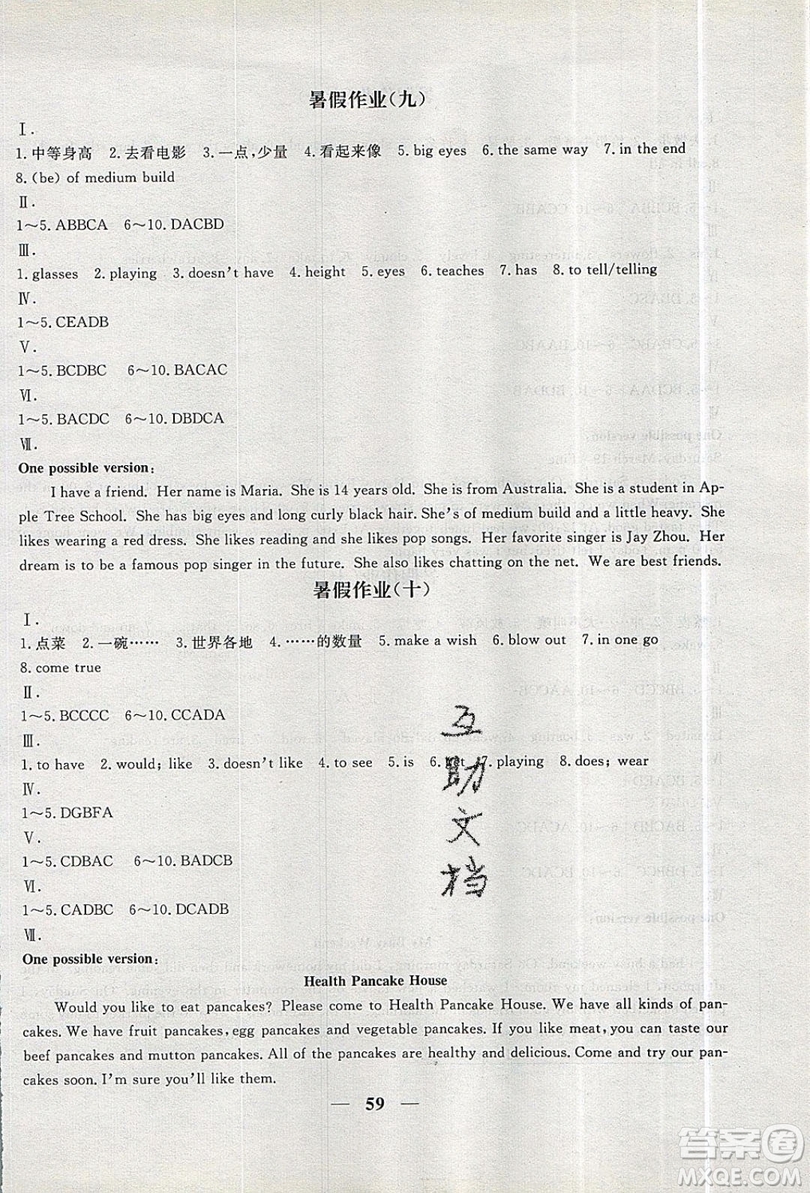 暑假作业(九)
Ⅰ.
1.中等身高 2.去看电影 3.一点,少量 4.看起来像 5. big eyes 6. the same way 7. in the end
8. (be) of medium build
Ⅱ.
1~5. ABBCA 6~10. DACBD
Ⅲ.
1. glasses 2. playing 3. doesn't have 4. height 5. eyes 6. teaches 7. has 8. to tell/telling
Ⅳ.
1~5. CEADB
Ⅴ.
1~5. BCDBC 6~10. BACAC
Ⅵ.
1~5. BACDC 6~10. DBDCA
Ⅶ.
One possible version:
I have a friend. Her name is Maria. She is 14 years old. She is from Australia. She is a student in Ap-
ple Tree School. She has big eyes and long curly black hair. She's of medium build and a little heavy. She
likes wearing a red dress. She likes reading and she likes pop songs. Her favorite singer is Jay Zhou. Her
dream is to be a famous pop singer in the future. She also likes chatting on the net. We are best friends.
暑假作业(十)
Ⅰ.
1.点菜 2.一碗…… 3.世界各地 4.……的数量 5. make a wish 6. blow out 7. in one go
8. come true
Ⅱ.
1~5. BCCCC 6~10. CCADA
Ⅲ.
1. to have 2. would; like 3. doesn't like 4. to see 5. is 6. 7. playing 8. does; wear
Ⅳ.
1~5. DGBFA
Ⅴ.
1~5. CDBAC 6~10. BADCB
Ⅵ.
1~5. CADBC 6~10. CDADB
Ⅶ.
One possible version:
Health Pancake House
Would you like to eat pancakes? Please come to Health Pancake House. We have all kinds of pan-
cakes. We have fruit pancakes, egg pancakes and vegetable pancakes. If you like meat, you can taste our
beef pancakes and mutton pancakes. All of the pancakes are healthy and delicious. Come and try our pan-
cakes soon. I'm sure you'll like them.
— 59 —
互
助
文
档
答案圈
MXQE.COM